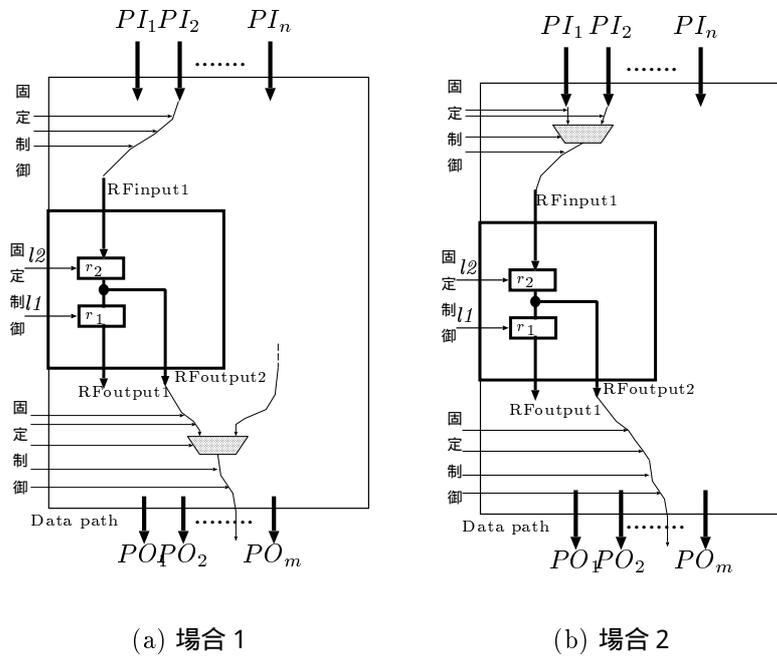 PI1 PI2 ....... PIn
固
定
制
御
RFinput1
固
定
制
御
l2
r2
l1
r1
RFoutput1
RFoutput2
固
定
制
御
Data path
........
PO1 PO2 POm
(a) 場合 1
PI1 PI2 ....... PIn
固
定
制
御
RFinput1
固
定
制
御
l2
r2
l1
r1
RFoutput1
RFoutput2
固
定
制
御
Data path
........
PO1 PO2 POm
(b) 場合 2